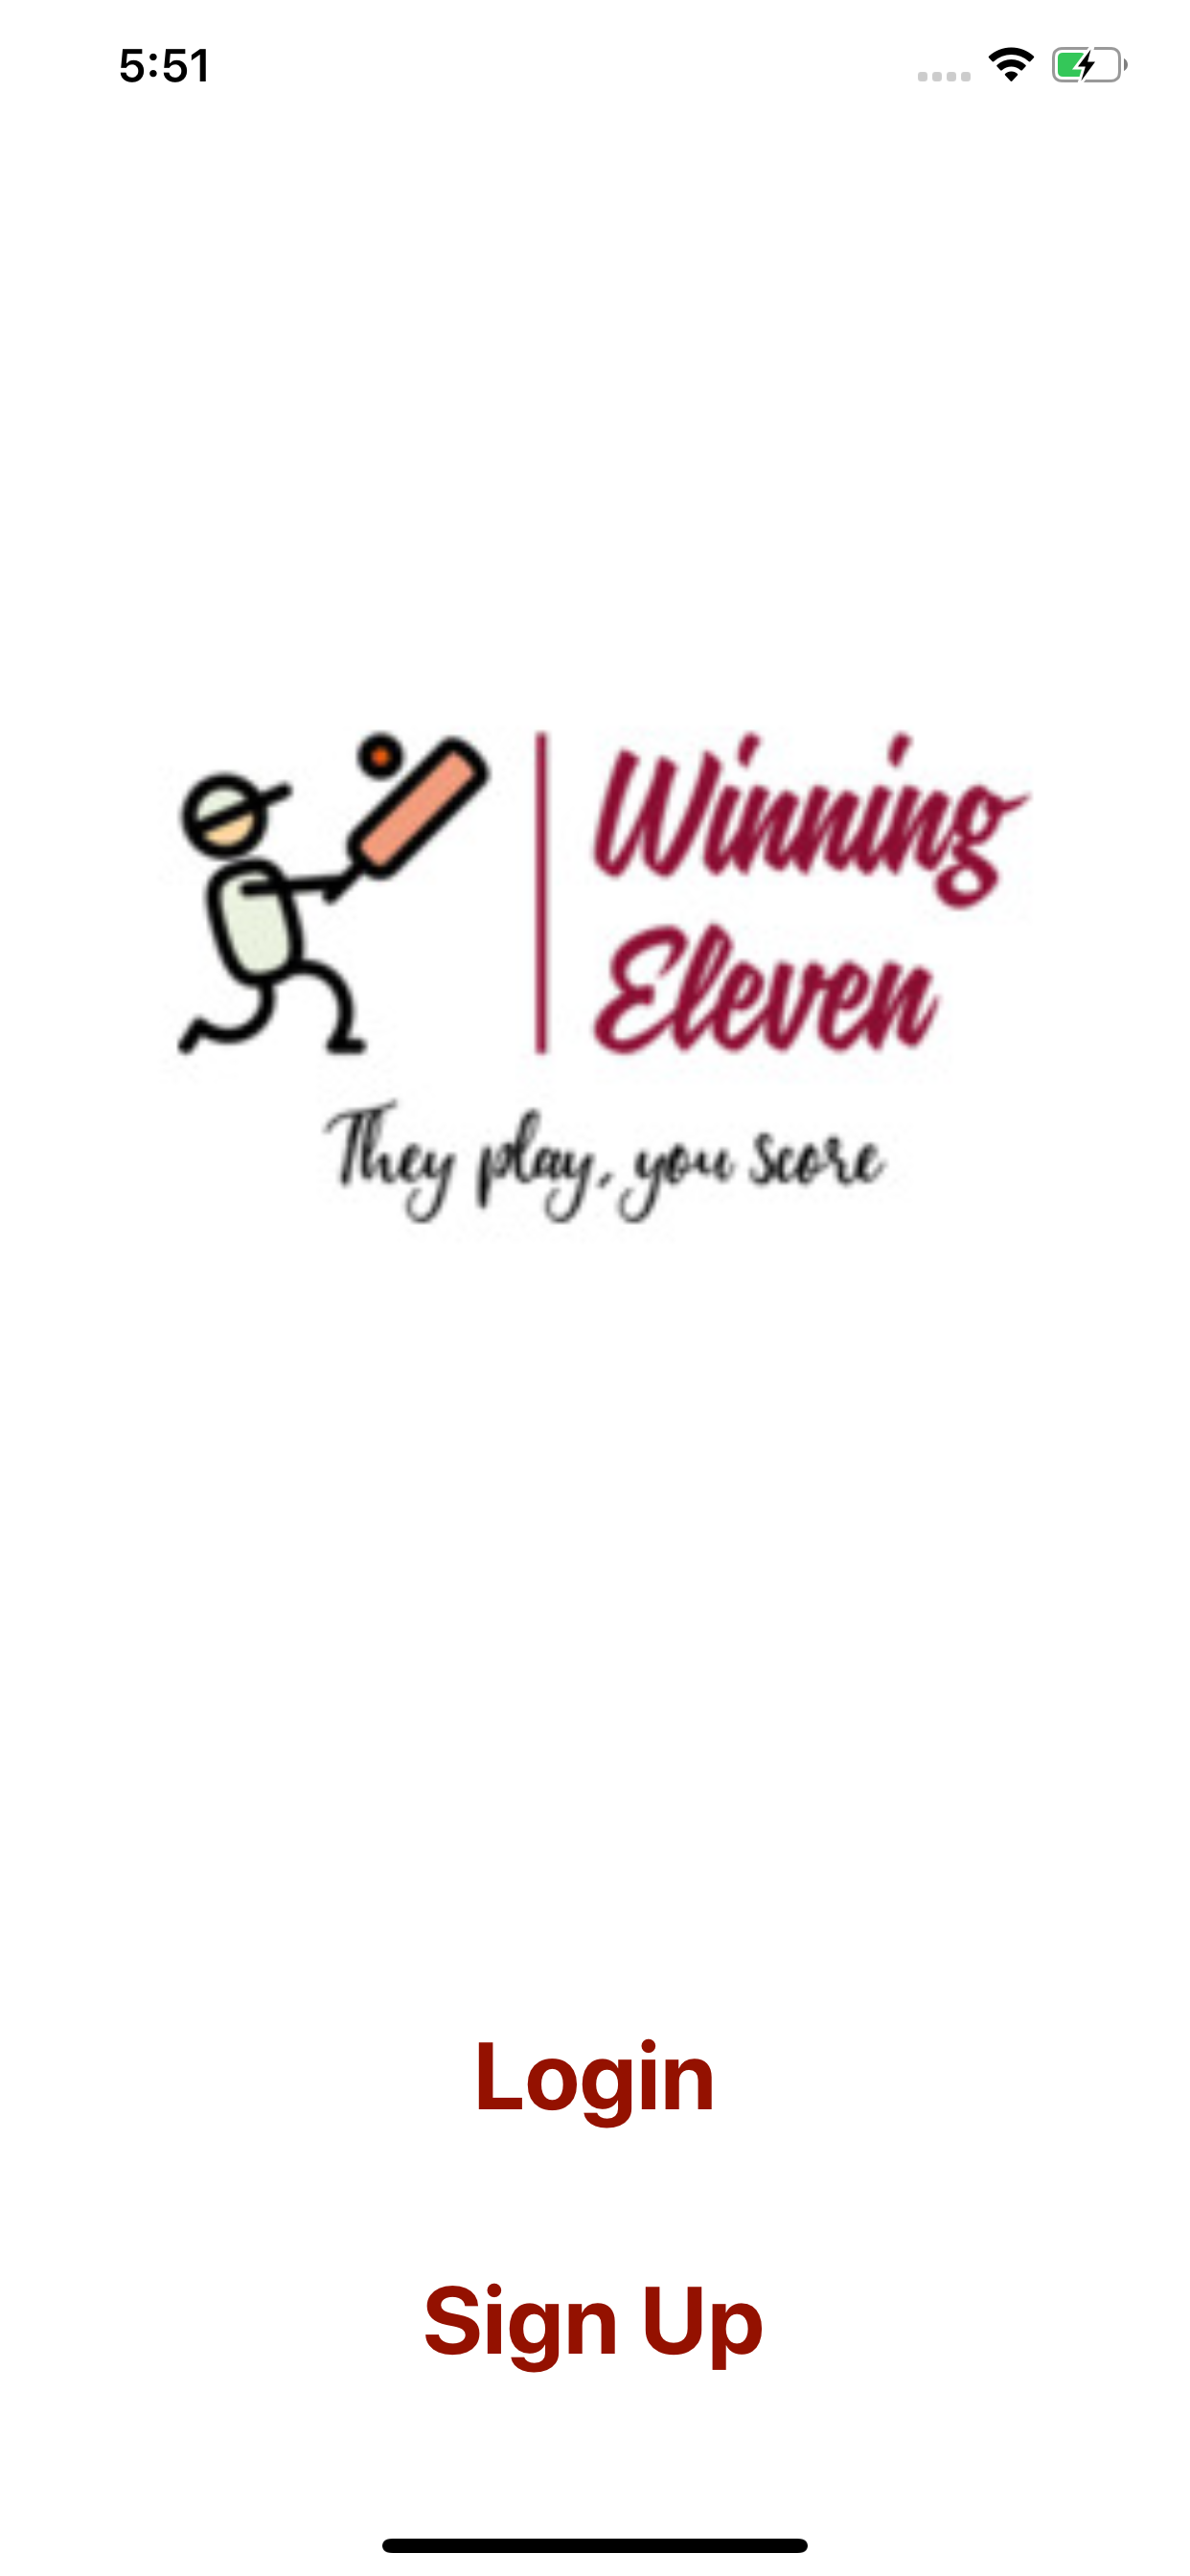 5:51
Winning
Eleven
They play, you score
Login
Sign Up